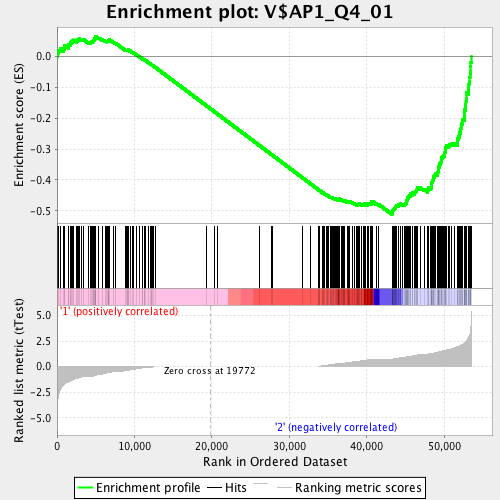 Enrichment plot: V$AP1_Q4_01
Enrichment score (ES)
0.1
0.0
-0.1
-0.2
-0.3
-0.4
-0.5
'1' (positively correlated)
Ranked list metric (tTest)
5.0
2.5
0.0
-2.5
-5.0
Zero cross at 19772
'2' (negatively correlated)
0 10,000 20,000 30,000 40,000 50,000
Rank in Ordered Dataset
Enrichment profile Hits Ranking metric scores